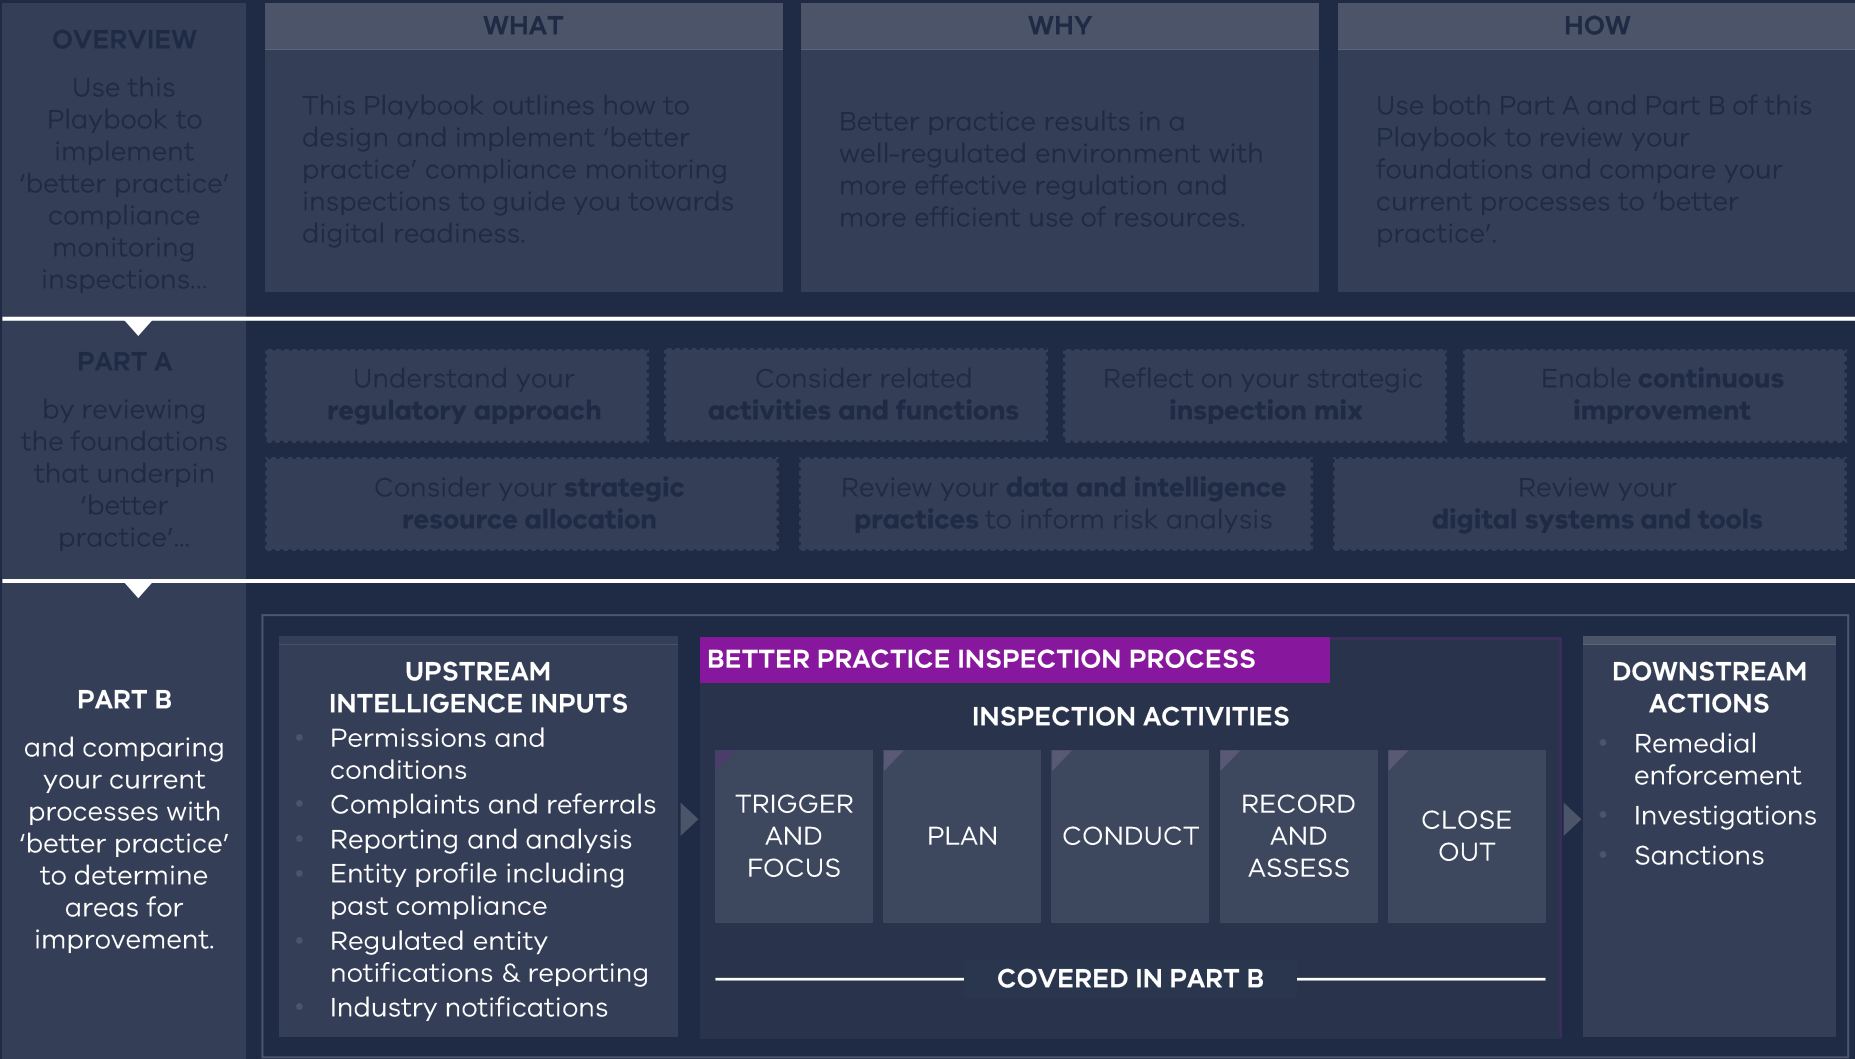 OVERVIEW
Use this
Playbook to
implement
‘better practice’
compliance
monitoring
inspections...
WHAT
This Playbook outlines how to
design and implement ‘better
practice’ compliance monitoring
inspections to guide you towards
digital readiness.
WHY
Better practice results in a
well-regulated environment with
more effective regulation and
more efficient use of resources.
HOW
Use both Part A and Part B of this
Playbook to review your
foundations and compare your
current processes to ‘better
practice’.
PART A
by reviewing
the foundations
that underpin
‘better
practice’...
Understand your
regulatory approach
Consider related
activities and functions
Reflect on your strategic
inspection mix
Enable continuous
improvement
Consider your strategic
resource allocation
Review your data and intelligence
practices to inform risk analysis
Review your
digital systems and tools
PART B
and comparing
your current
processes with
‘better practice’
to determine
areas for
improvement.
UPSTREAM
INTELLIGENCE INPUTS
• Permissions and
conditions
• Complaints and referrals
• Reporting and analysis
• Entity profile including
past compliance
• Regulated entity
notifications & reporting
• Industry notifications
BETTER PRACTICE INSPECTION PROCESS
INSPECTION ACTIVITIES
TRIGGER
AND
FOCUS
PLAN
CONDUCT
RECORD
AND
ASSESS
CLOSE
OUT
COVERED IN PART B
DOWNSTREAM
ACTIONS
• Remedial
enforcement
• Investigations
• Sanctions